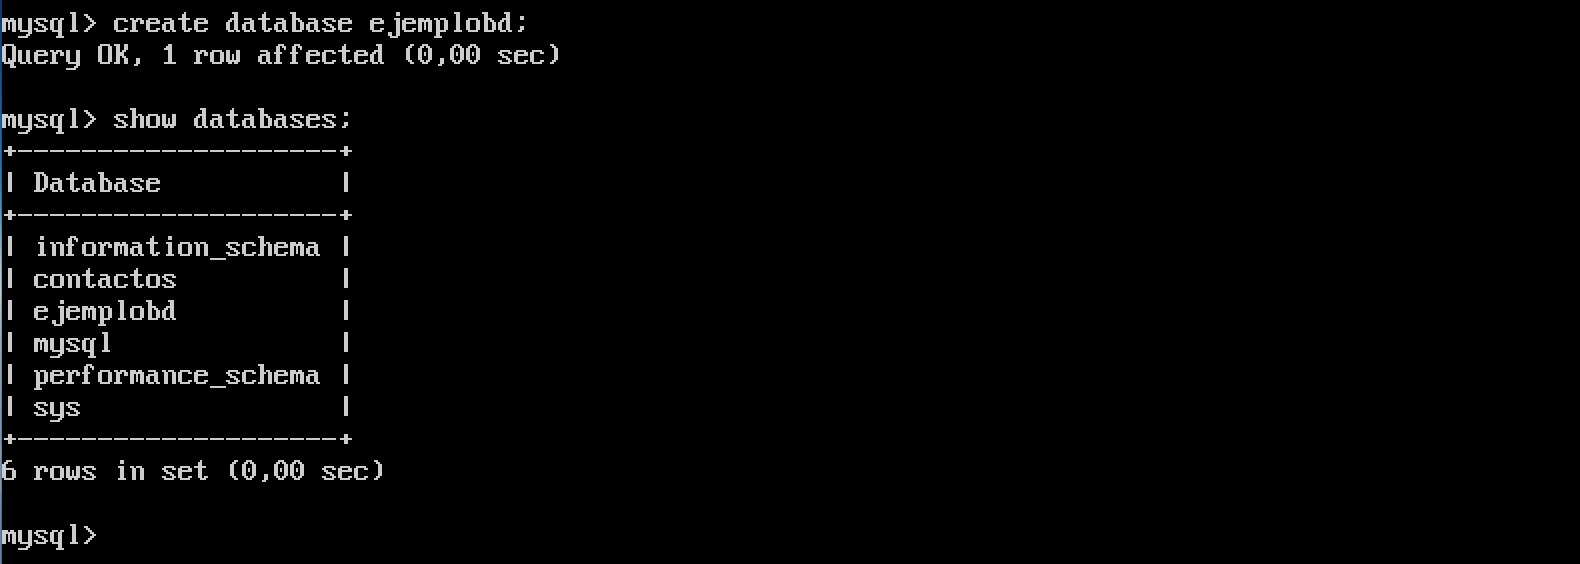 mysql> create database ejemplobd;
Query OK, 1 row affected (0,00 sec)
mysql> show databases;
+--------------------+
| Database           |
+--------------------+
| information_schema |
| contactos          |
| ejemplobd          |
| mysql              |
| performance_schema |
| sys                |
+--------------------+
6 rows in set (0,00 sec)
mysql>